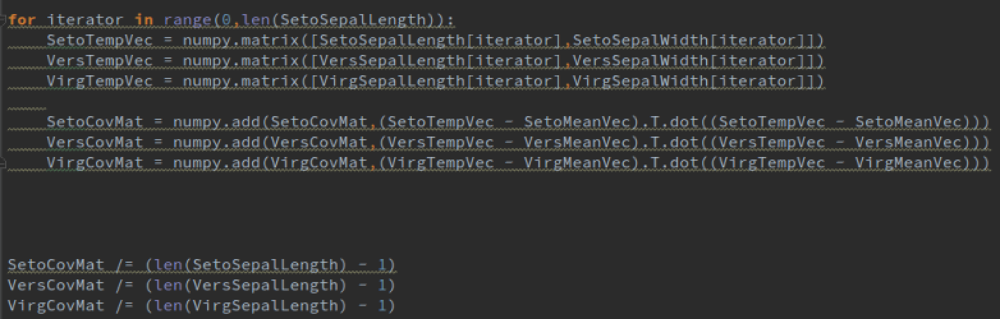 for iterator in range(0,len(SetoSepalLength)):
    SetoTempVec = numpy.matrix([SetoSepalLength[iterator],SetoSepalWidth[iterator]])
    VersTempVec = numpy.matrix([VersSepalLength[iterator],VersSepalWidth[iterator]])
    VirgTempVec = numpy.matrix([VirgSepalLength[iterator],VirgSepalWidth[iterator]])
    SetoCovMat = numpy.add(SetoCovMat,(SetoTempVec - SetoMeanVec).T.dot((SetoTempVec - SetoMeanVec)))
    VersCovMat = numpy.add(VersCovMat,(VersTempVec - VersMeanVec).T.dot((VersTempVec - VersMeanVec)))
    VirgCovMat = numpy.add(VirgCovMat,(VirgTempVec - VirgMeanVec).T.dot((VirgTempVec - VirgMeanVec)))
SetoCovMat /= (len(SetoSepalLength) - 1)
VersCovMat /= (len(VersSepalLength) - 1)
VirgCovMat /= (len(VirgSepalLength) - 1)